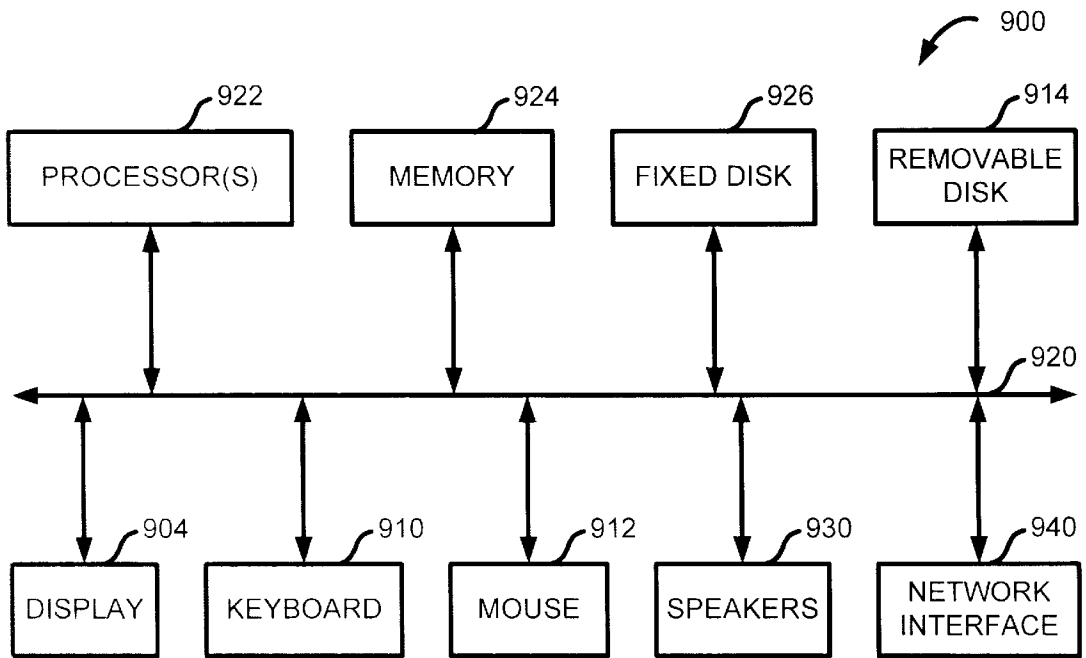 900
922
924
926
914
PROCESSOR(S)
MEMORY
FIXED DISK
REMOVABLE
DISK
920
904
910
912
930
940
DISPLAY
KEYBOARD
MOUSE
SPEAKERS
NETWORK
INTERFACE